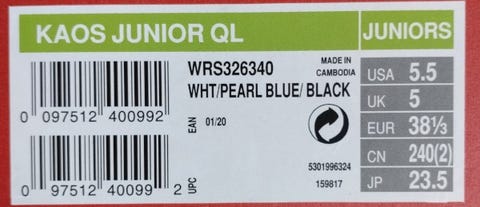 KAOS JUNIOR QL JUNIORS
WRS326340
WHT/PEARL BLUE/ BLACK
MADE IN
CAMBODIA
USA 5.5
UK 5
EUR 38⅓
CN 240(2)
JP 23.5
0 097512 400992
EAN 01/20
0 97512 40099 2
UPC
5301996324
159817